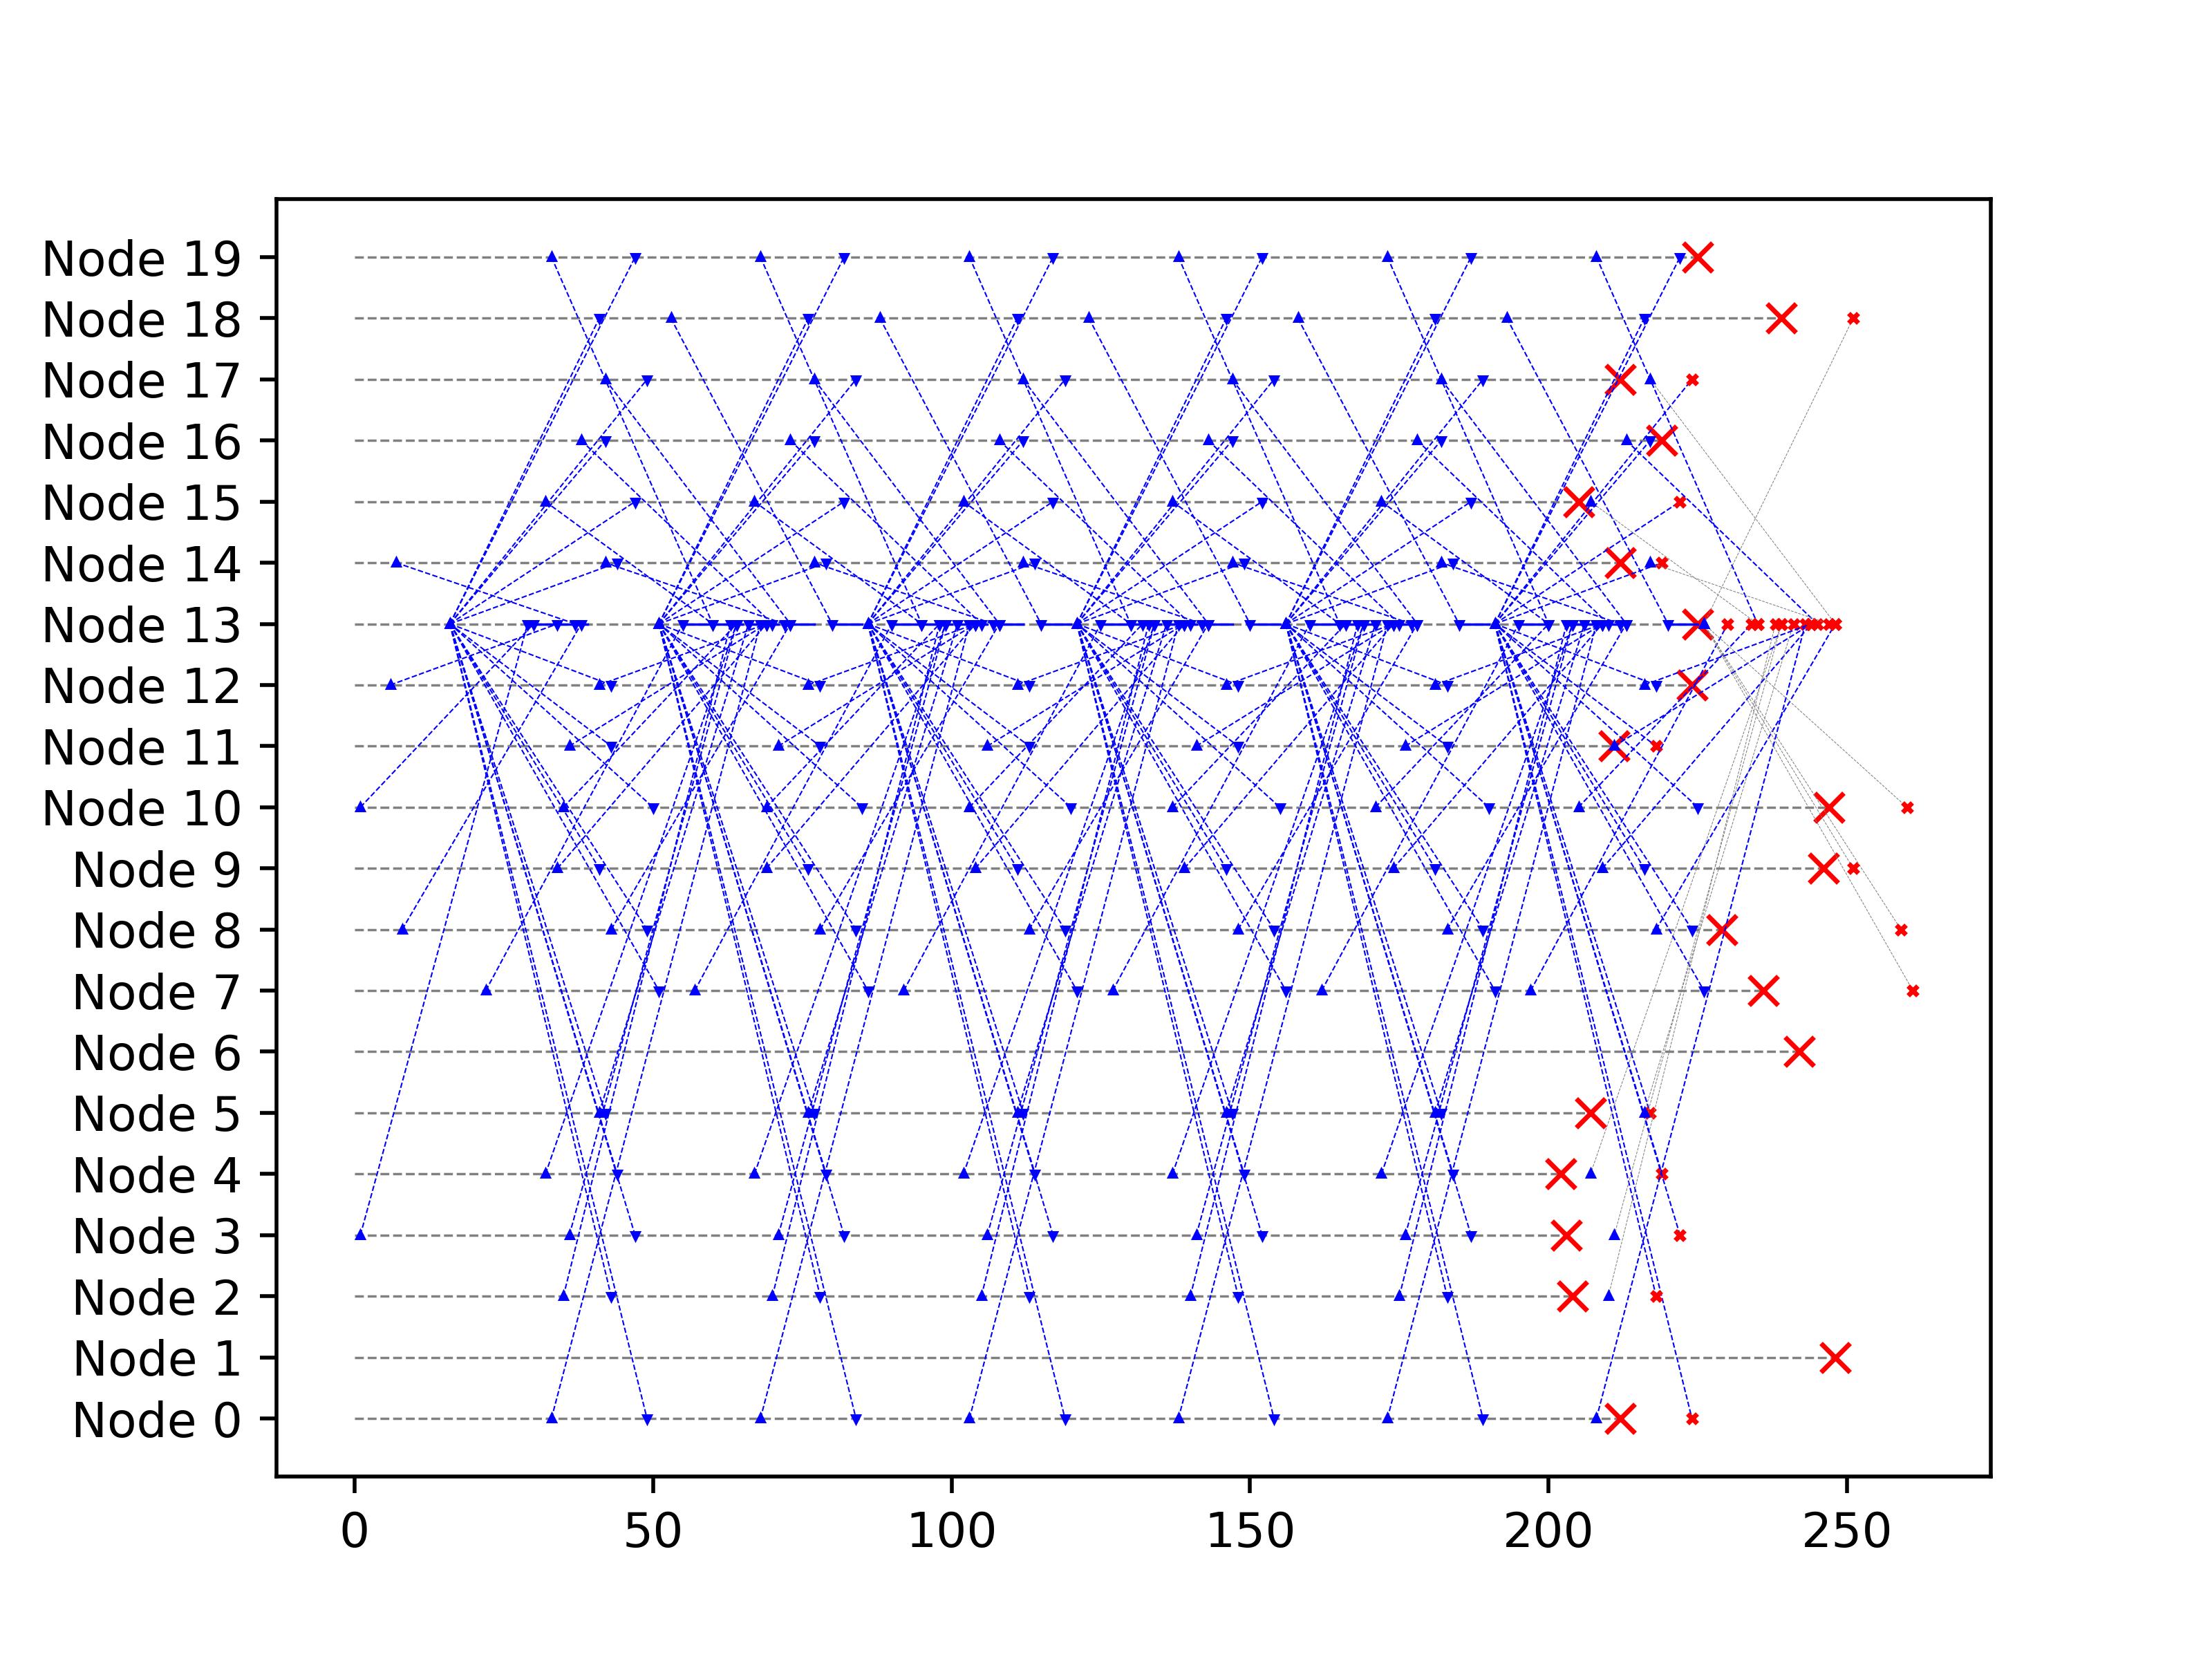 Node 19
Node 18
Node 17
Node 16
Node 15
Node 14
Node 13
Node 12
Node 11
Node 10
Node 9
Node 8
Node 7
Node 6
Node 5
Node 4
Node 3
Node 2
Node 1
Node 0
0 50 100 150 200 250